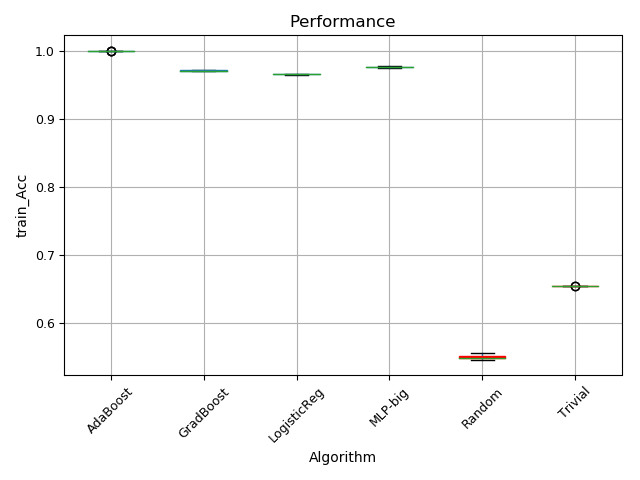 Performance
train_Acc
1.0
0.9
0.8
0.7
0.6
AdaBoost
GradBoost
LogisticReg
MLP-big
Random
Trivial
Algorithm